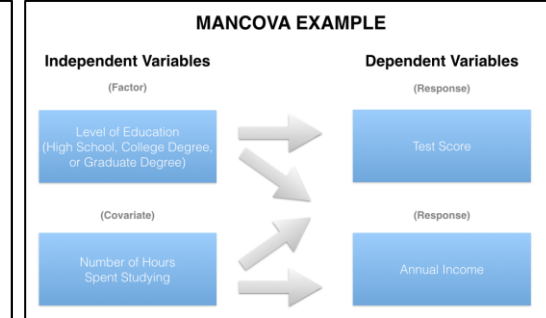 MANCOVA EXAMPLE
Independent Variables
(Factor)
Level of Education
(High School, College Degree,
or Graduate Degree)
(Covariate)
Number of Hours
Spent Studying
Dependent Variables
(Response)
Test Score
(Response)
Annual Income